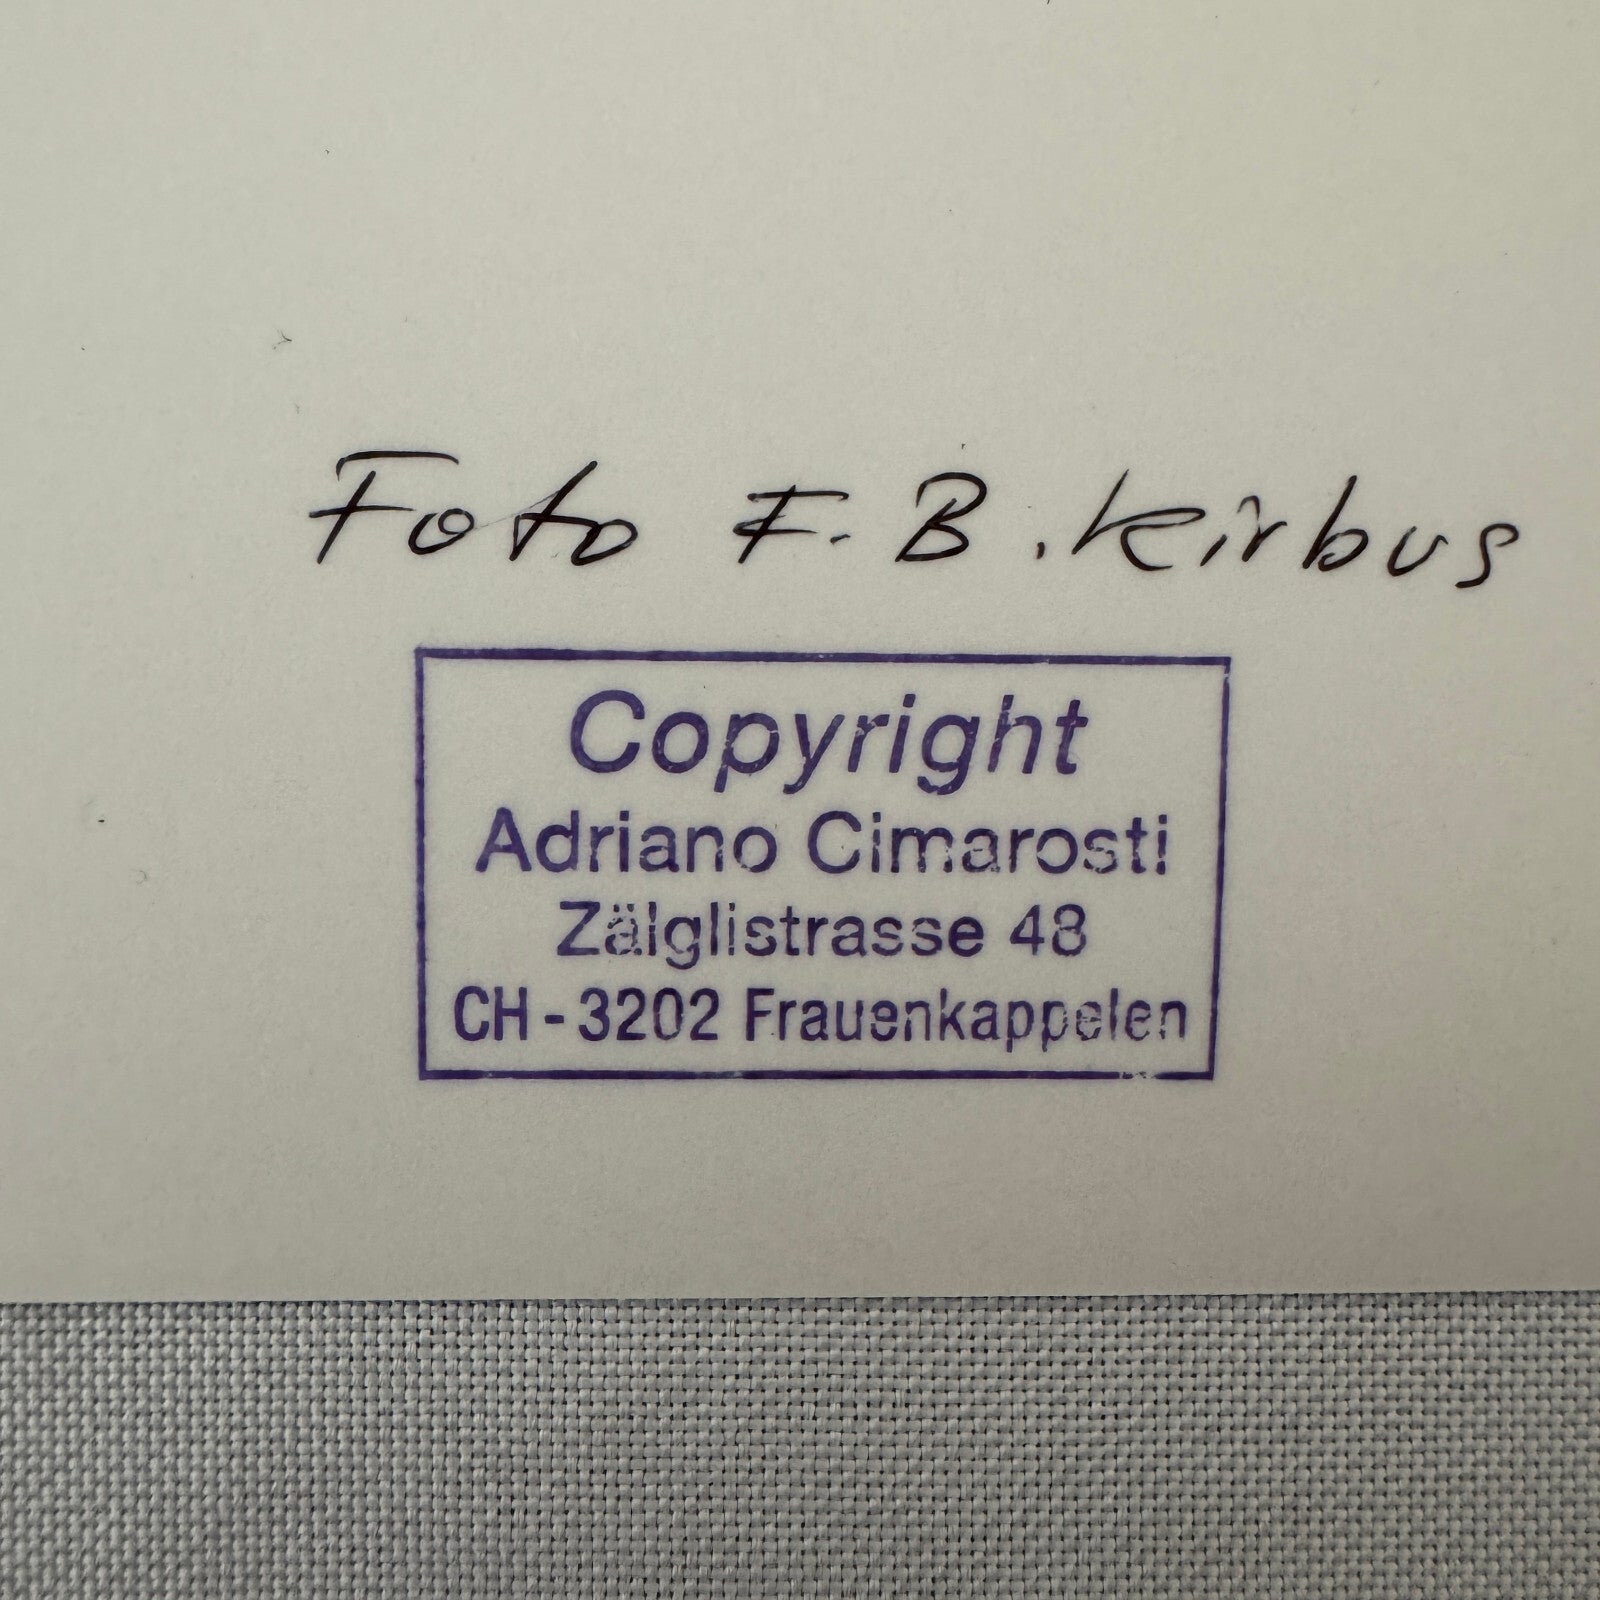 Foto F. B. Kirbus
Copyright
Adriano Cimarosti
Zälglistrasse 48
CH - 3202 Frauenkappelen